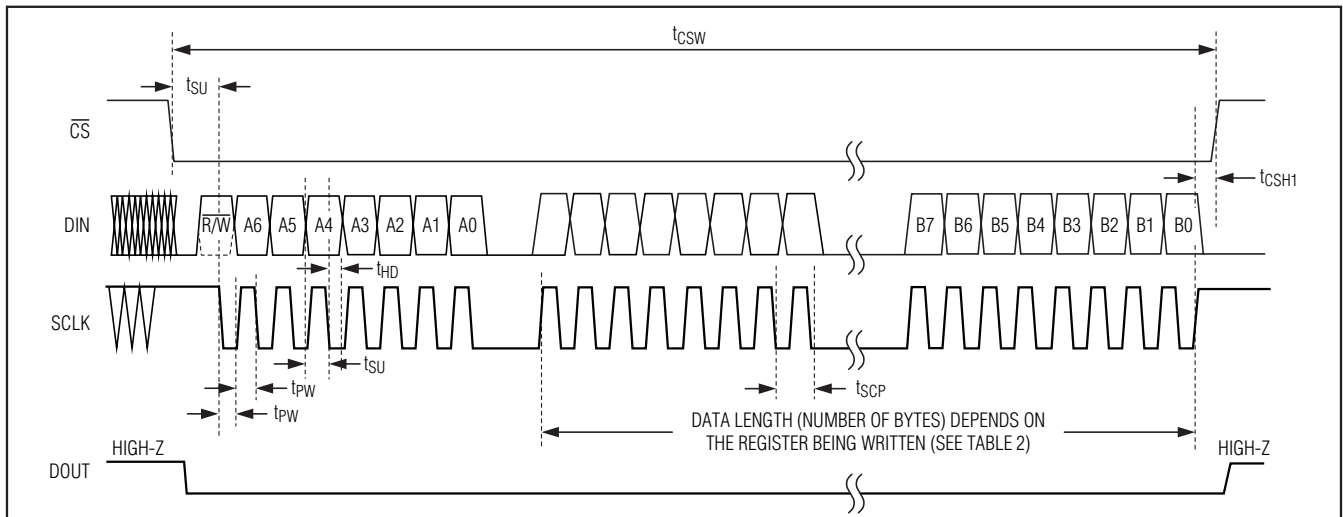 tCSW
tSU
CS
tCSH1
DIN
R/W A6 A5 A4 A3 A2 A1 A0
B7 B6 B5 B4 B3 B2 B1 B0
tHD
SCLK
tSU
tPW
tSCP
tPW
DATA LENGTH (NUMBER OF BYTES) DEPENDS ON
THE REGISTER BEING WRITTEN (SEE TABLE 2)
HIGH-Z
HIGH-Z
DOUT